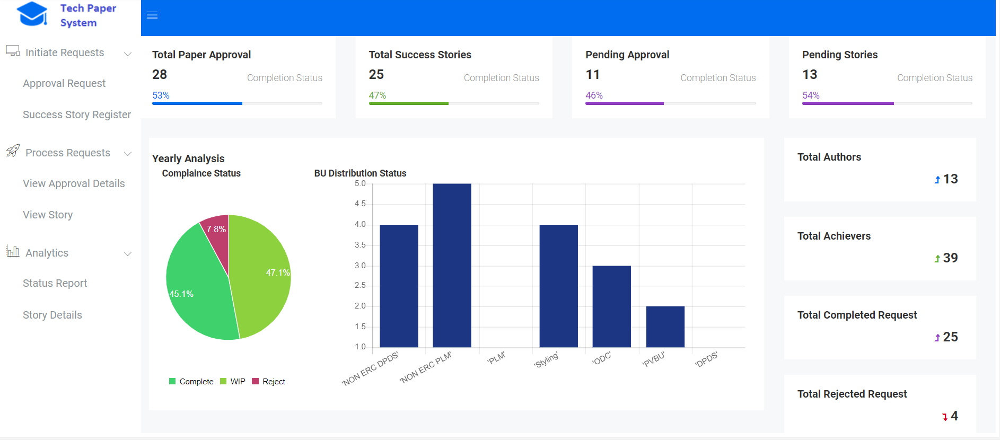 Tech Paper
System
Initiate Requests
Approval Request
Success Story Register
Process Requests
View Approval Details
View Story
Analytics
Status Report
Story Details
Total Paper Approval
28
Completion Status
53%
Total Success Stories
25
Completion Status
47%
Pending Approval
11
Completion Status
46%
Pending Stories
13
Completion Status
54%
Yearly Analysis
Complaince Status
7.8%
47.1%
45.1%
Complete WIP Reject
BU Distribution Status
5.0
4.5
4.0
3.5
3.0
2.5
2.0
1.5
1.0
'NON ERC DPDS' 'NON ERC PLM' 'PLM' 'Styling' 'ODC' 'PVBU' 'DPDS'
Total Authors
13
Total Achievers
39
Total Completed Request
25
Total Rejected Request
4